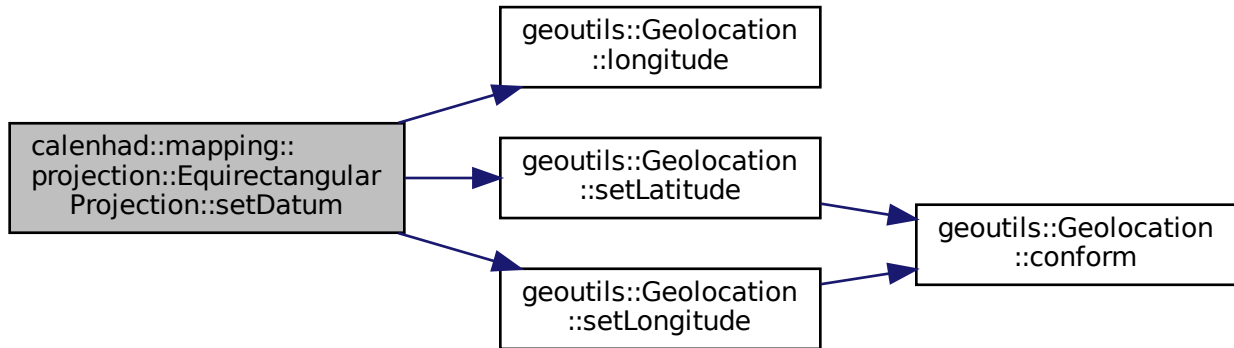 calenhad::mapping::
projection::Equirectangular
Projection::setDatum
geoutils::Geolocation
::longitude
geoutils::Geolocation
::setLatitude
geoutils::Geolocation
::setLongitude
geoutils::Geolocation
::conform